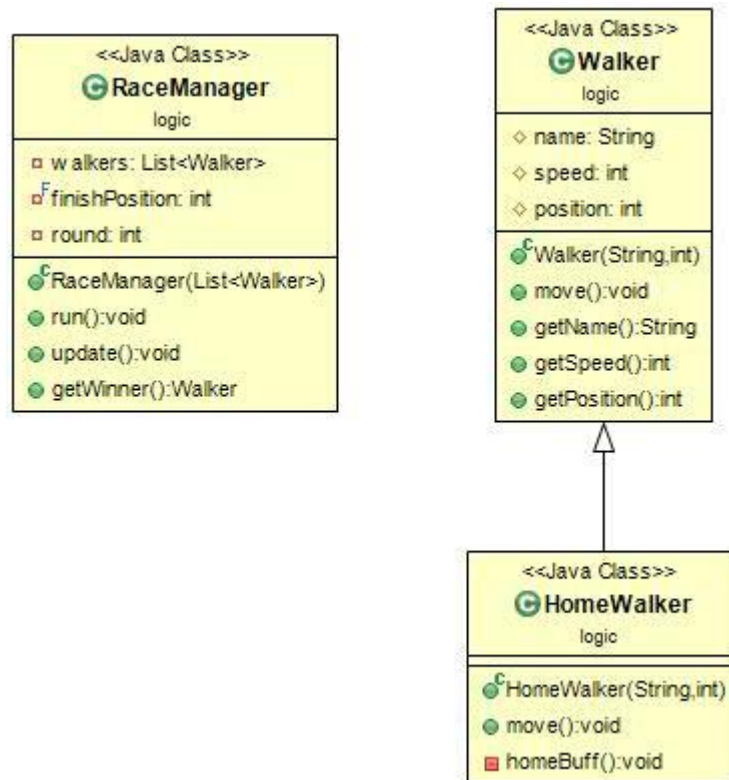 <<Java Class>>
RaceManager
logic
walkers: List<Walker>
finishPosition: int
round: int
RaceManager(List<Walker>)
run():void
update():void
getWinner():Walker
<<Java Class>>
Walker
logic
name: String
speed: int
position: int
Walker(String,int)
move():void
getName():String
getSpeed():int
getPosition():int
<<Java Class>>
HomeWalker
logic
HomeWalker(String,int)
move():void
homeBuff():void